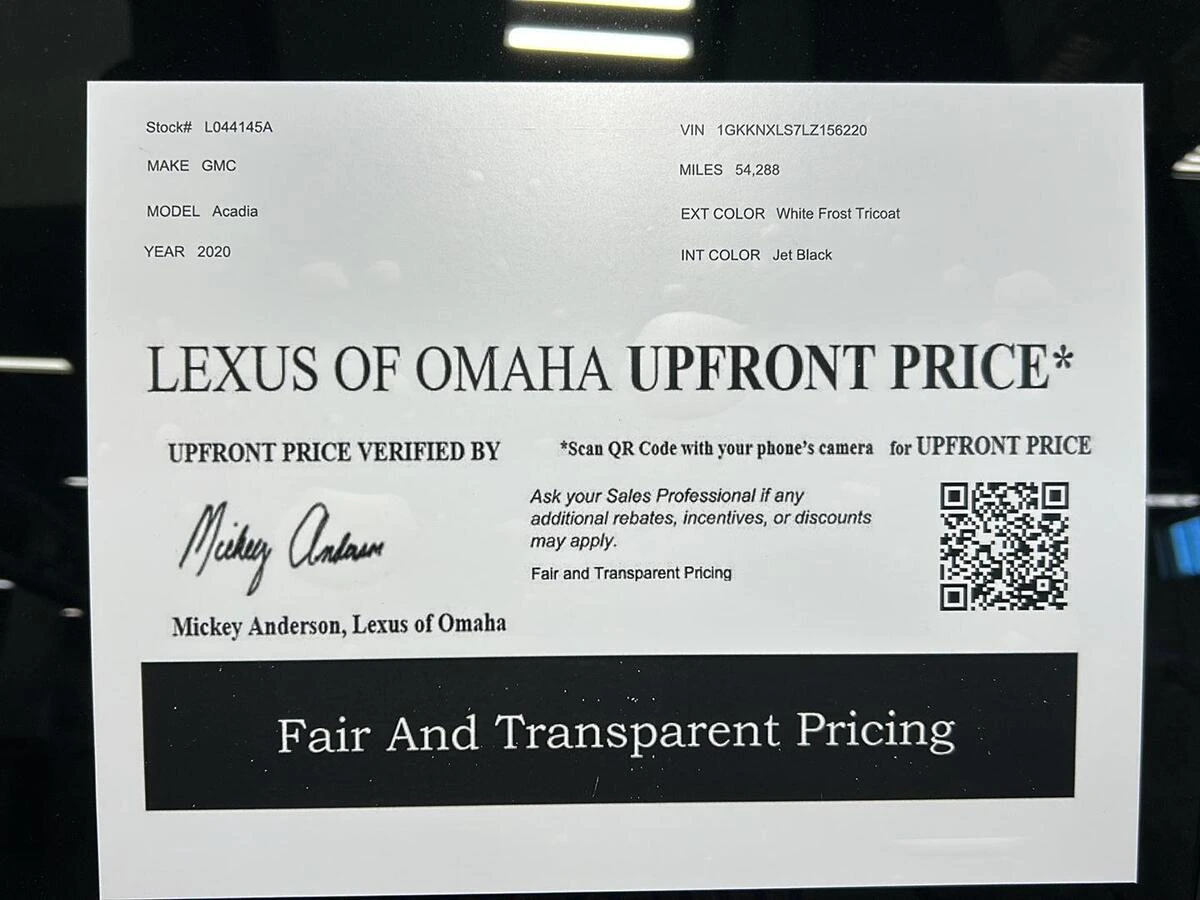 Stock# L044145A
VIN 1GKKNXLS7LZ156220
MAKE GMC
MILES 54,288
MODEL Acadia
EXT COLOR White Frost Tricoat
YEAR 2020
INT COLOR Jet Black
LEXUS OF OMAHA UPFRONT PRICE*
UPFRONT PRICE VERIFIED BY
*Scan QR Code with your phone's camera for UPFRONT PRICE
Mickey Anderson
Ask your Sales Professional if any
additional rebates, incentives, or discounts
may apply.
Fair and Transparent Pricing
Mickey Anderson, Lexus of Omaha
Fair And Transparent Pricing